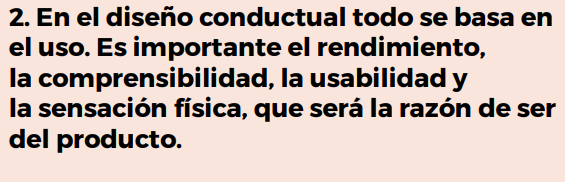 2. En el diseño conductual todo se basa en
el uso. Es importante el rendimiento,
la comprensibilidad, la usabilidad y
la sensación física, que será la razón de ser
del producto.